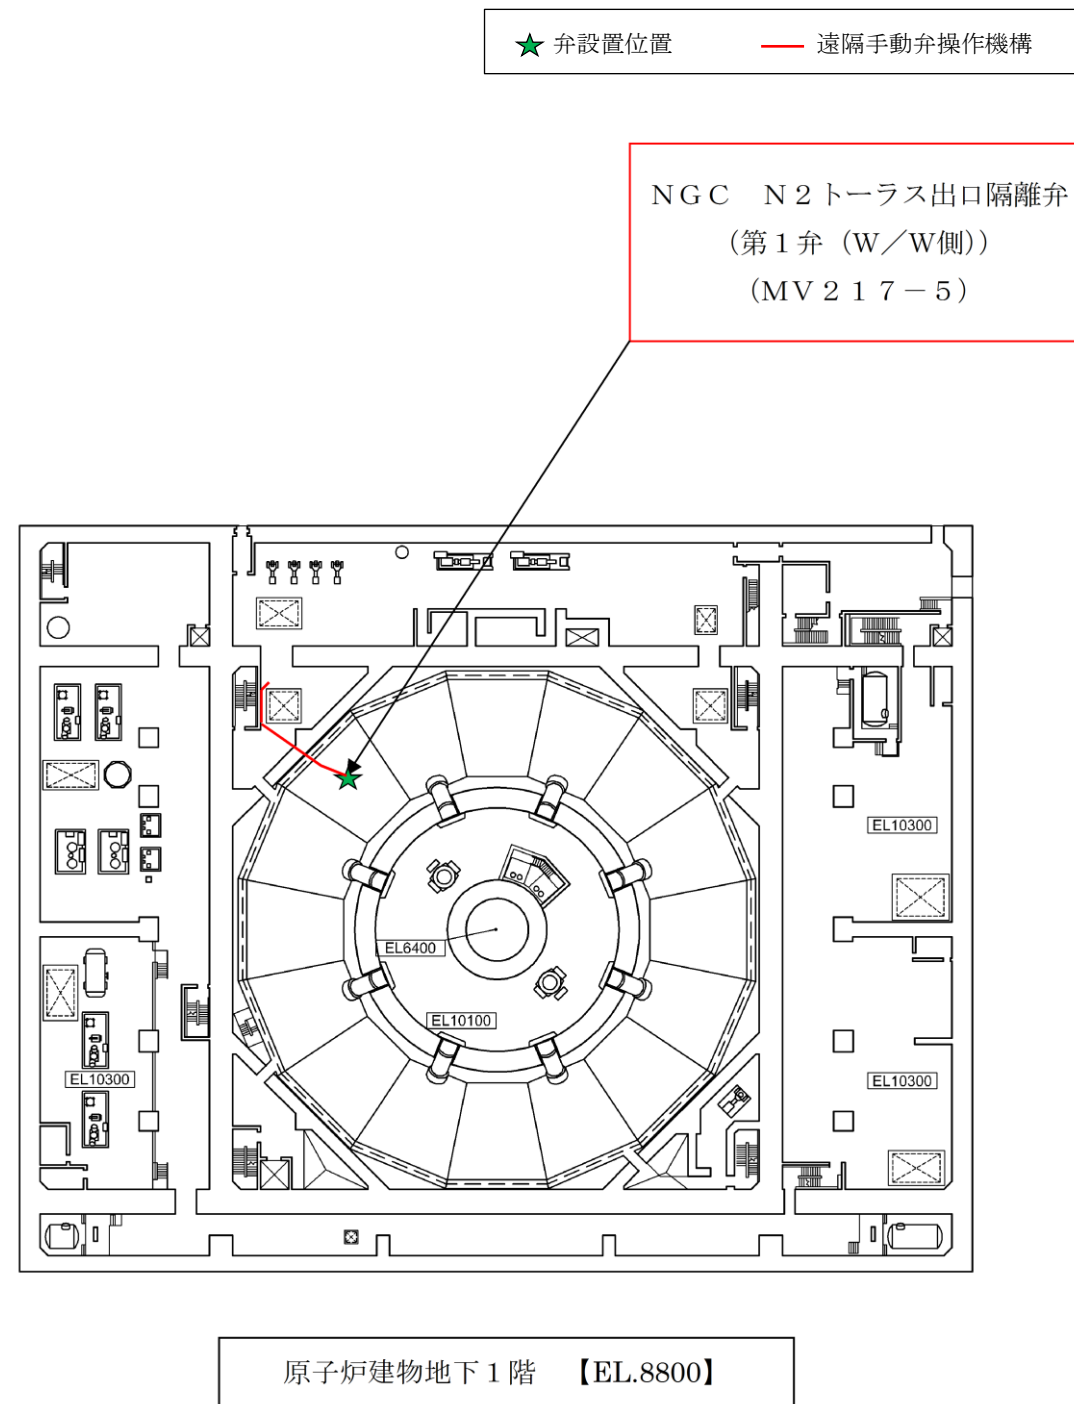 弁設置位置 遠隔手動弁操作機構
NGC N2トーラス出口隔離弁
(第1弁(W/W側))
(MV217-5)
EL10300
EL6400
EL10100
EL10300
EL10300
原子炉建物地下1階 【EL.8800】